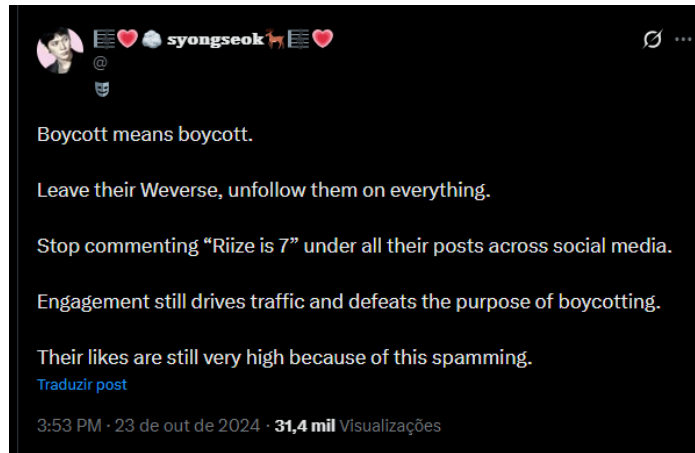 syongseok
@
Boycott means boycott.
Leave their Weverse, unfollow them on everything.
Stop commenting “Riize is 7” under all their posts across social media.
Engagement still drives traffic and defeats the purpose of boycotting.
Their likes are still very high because of this spamming.
Traduzir post
3:53 PM · 23 de out de 2024 · 31,4 mil Visualizações